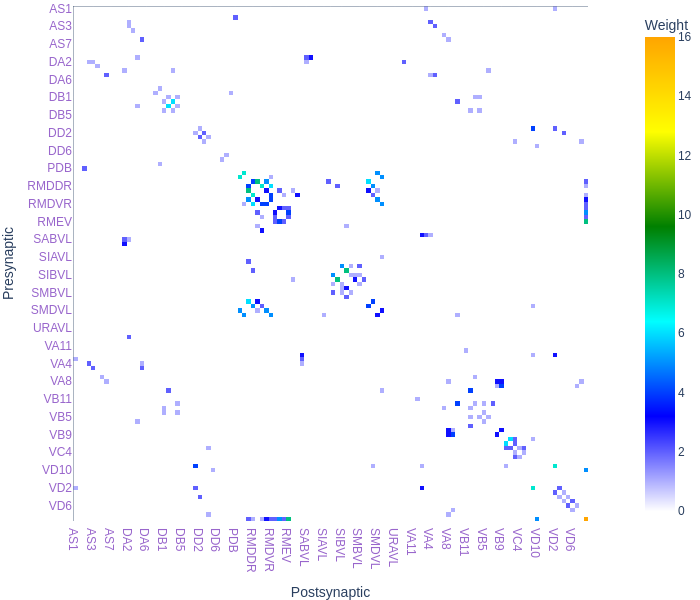 Weight
AS1
AS3
AS7
DA2
DA6
DB1
DB5
DD2
DD6
PDB
RMDDR
RMDVR
RMEV
SABVL
SIAVL
SIBVL
SMBVL
SMDVL
URAVL
VA11
VA4
VA8
VB11
VB5
VB9
VC4
VD10
VD2
VD6
Presynaptic
16
14
12
10
8
6
4
2
0
AS1 AS3 AS7 DA2 DA6 DB1 DB5 DD2 DD6 PDB RMDDR RMDVR RMEV SABVL SIAVL SIBVL SMBVL SMDVL URAVL VA11 VA4 VA8 VB11 VB5 VB9 VC4 VD10 VD2 VD6
Postsynaptic